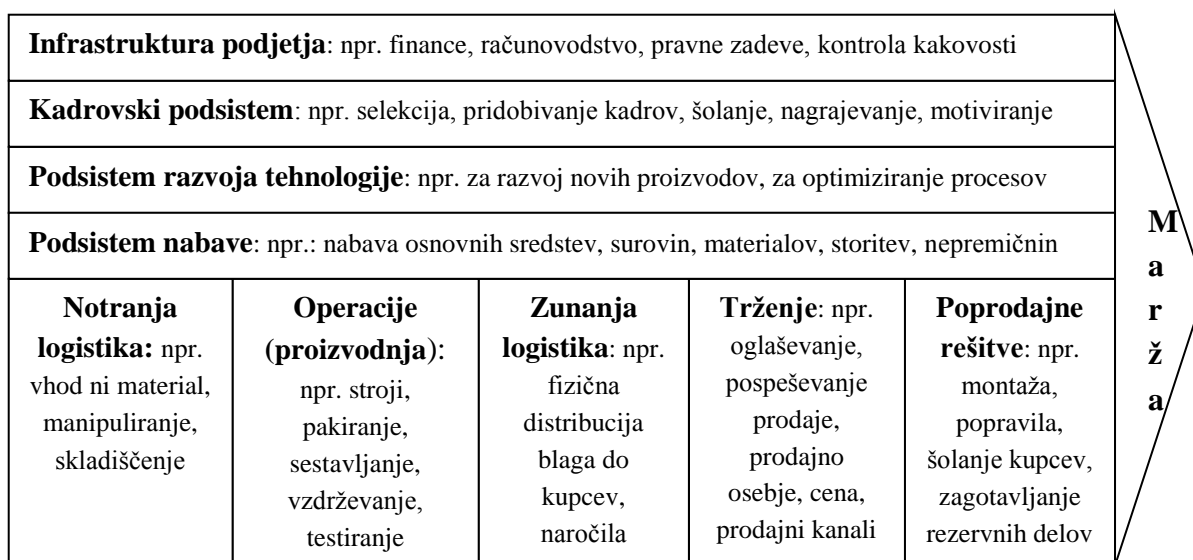 Infrastruktura podjetja: npr. finance, računovodstvo, pravne zadeve, kontrola kakovosti
Kadrovski podsistem: npr. selekcija, pridobivanje kadrov, šolanje, nagrajevanje, motiviranje
Podsistem razvoja tehnologije: npr. za razvoj novih proizvodov, za optimiziranje procesov
Podsistem nabave: npr.: nabava osnovnih sredstev, surovin, materialov, storitev, nepremičnin
Notranja
logistika: npr.
vhod ni material,
manipuliranje,
skladiščenje
Operacije
(proizvodnja):
npr. stroji,
pakiranje,
sestavljanje,
vzdrževanje,
testiranje
Zunanja
logistika: npr.
fizična
distribucija
blaga do
kupcev,
naročila
Trženje: npr.
oglaševanje,
pospeševanje
prodaje,
prodajno
osebje, cena,
prodajni kanali
Poprodajne
rešitve: npr.
montaža,
popravila,
šolanje kupcev,
zagotavljanje
rezervnih delov
M
a
r
ž
a